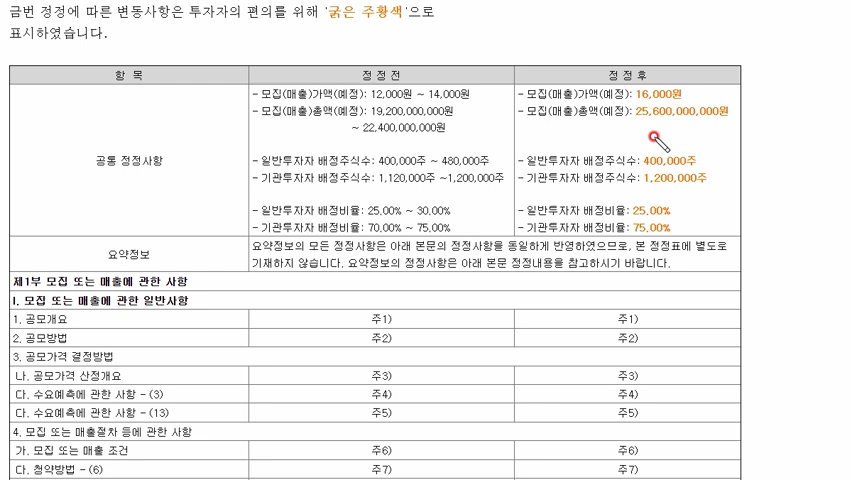 금번 정정에 따른 변동사항은 투자자의 편의를 위해 '굵은 주황색'으로
표시하였습니다.
항 목 정 정 전 정 정 후
- 모집(매출)가액(예정): 12,000원 ~ 14,000원 - 모집(매출)가액(예정): 16,000원
- 모집(매출)총액(예정): 19,200,000,000원 - 모집(매출)총액(예정): 25,600,000,000원
~ 22,400,000,000원
공통 정정사항 - 일반투자자 배정주식수: 400,000주 ~ 480,000주 - 일반투자자 배정주식수: 400,000주
- 기관투자자 배정주식수: 1,120,000주 ~1,200,000주 - 기관투자자 배정주식수: 1,200,000주
- 일반투자자 배정비율: 25.00% ~ 30.00% - 일반투자자 배정비율: 25.00%
- 기관투자자 배정비율: 70.00% ~ 75.00% - 기관투자자 배정비율: 75.00%
요약정보 요약정보의 모든 정정사항은 아래 본문의 정정사항을 동일하게 반영하였으므로, 본 정정표에 별도로
기재하지 않습니다. 요약정보의 정정사항은 아래 본문 정정내용을 참고하시기 바랍니다.
제1부 모집 또는 매출에 관한 사항
I. 모집 또는 매출에 관한 일반사항
1. 공모개요 주1) 주1)
2. 공모방법 주2) 주2)
3. 공모가격 결정방법
나. 공모가격 산정개요 주3) 주3)
다. 수요예측에 관한 사항 - (3) 주4) 주4)
다. 수요예측에 관한 사항 - (13) 주5) 주5)
4. 모집 또는 매출절차 등에 관한 사항
가. 모집 또는 매출 조건 주6) 주6)
다. 청약방법 - (6) 주7) 주7)